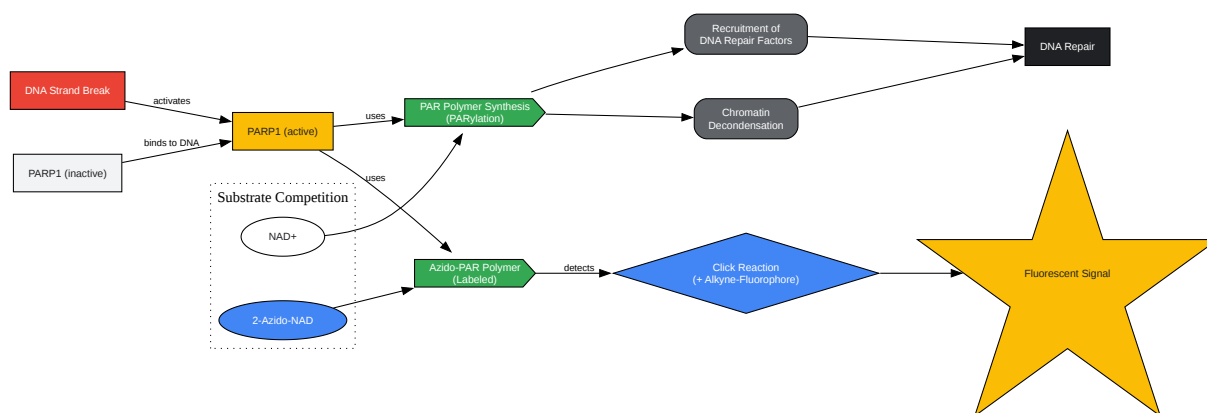 Recruitment of
DNA Repair Factors
DNA Repair
DNA Strand Break
activates
PAR Polymer Synthesis
(PARylation)
Chromatin
Decondensation
uses
PARP1 (active)
binds to DNA
PARP1 (inactive)
uses
Substrate Competition
NAD+
Azido-PAR Polymer
(Labeled)
detects
Click Reaction
(+ Alkyne-Fluorophore)
Fluorescent Signal
2-Azido-NAD